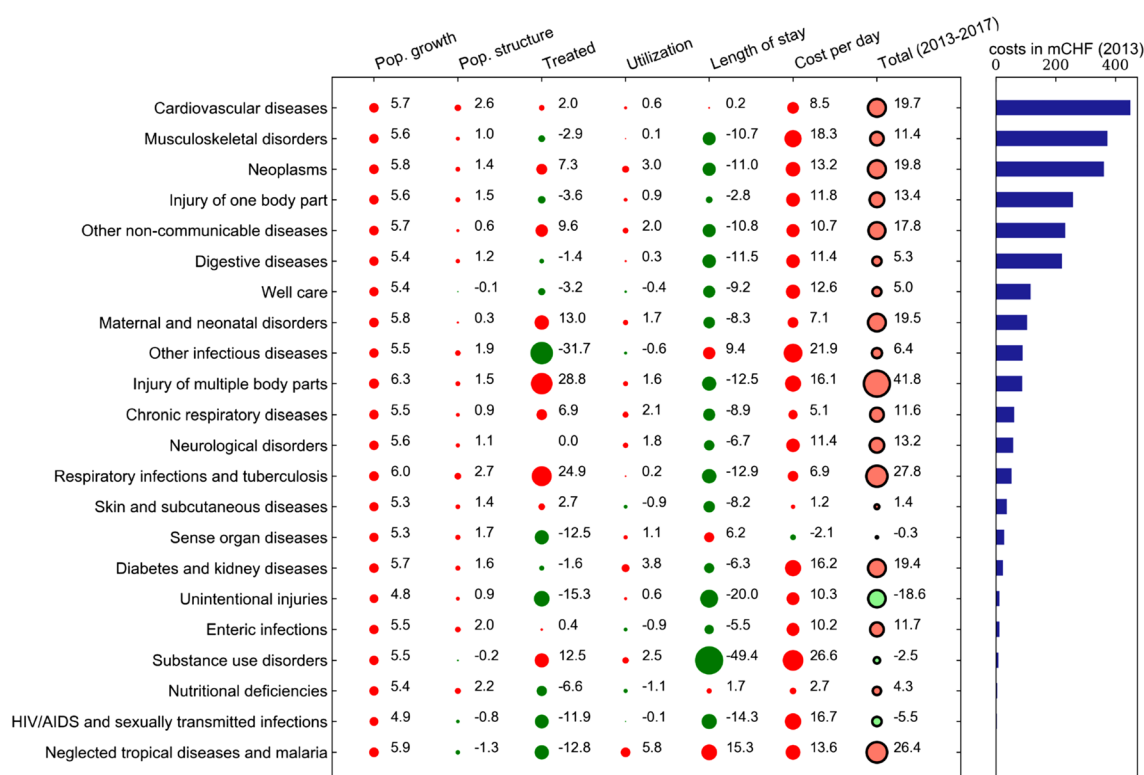 Pop. growth Pop. structure Treated Utilization Length of stay Cost per day Total (2013-2017)
costs in mCHF (2013)
0 200 400
Cardiovascular diseases 5.7 2.6 2.0 0.6 0.2 8.5 19.7
Musculoskeletal disorders 5.6 1.0 -2.9 0.1 -10.7 18.3 11.4
Neoplasms 5.8 1.4 7.3 3.0 -11.0 13.2 19.8
Injury of one body part 5.6 1.5 -3.6 0.9 -2.8 11.8 13.4
Other non-communicable diseases 5.7 0.6 9.6 2.0 -10.8 10.7 17.8
Digestive diseases 5.4 1.2 -1.4 0.3 -11.5 11.4 5.3
Well care 5.4 -0.1 -3.2 -0.4 -9.2 12.6 5.0
Maternal and neonatal disorders 5.8 0.3 13.0 1.7 -8.3 7.1 19.5
Other infectious diseases 5.5 1.9 -31.7 -0.6 9.4 21.9 6.4
Injury of multiple body parts 6.3 1.5 28.8 1.6 -12.5 16.1 41.8
Chronic respiratory diseases 5.5 0.9 6.9 2.1 -8.9 5.1 11.6
Neurological disorders 5.6 1.1 0.0 1.8 -6.7 11.4 13.2
Respiratory infections and tuberculosis 6.0 2.7 24.9 0.2 -12.9 6.9 27.8
Skin and subcutaneous diseases 5.3 1.4 2.7 -0.9 -8.2 1.2 1.4
Sense organ diseases 5.3 1.7 -12.5 1.1 6.2 -2.1 -0.3
Diabetes and kidney diseases 5.7 1.6 -1.6 3.8 -6.3 16.2 19.4
Unintentional injuries 4.8 0.9 -15.3 0.6 -20.0 10.3 -18.6
Enteric infections 5.5 2.0 0.4 -0.9 -5.5 10.2 11.7
Substance use disorders 5.5 -0.2 12.5 2.5 -49.4 26.6 -2.5
Nutritional deficiencies 5.4 2.2 -6.6 -1.1 1.7 2.7 4.3
HIV/AIDS and sexually transmitted infections 4.9 -0.8 -11.9 -0.1 -14.3 16.7 -5.5
Neglected tropical diseases and malaria 5.9 -1.3 -12.8 5.8 15.3 13.6 26.4